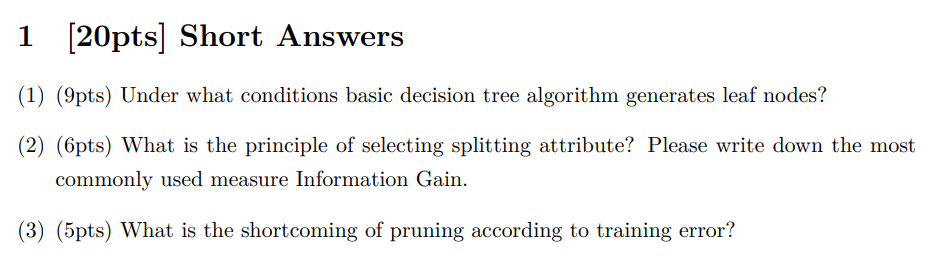 1 [20pts] Short Answers
(1) (9pts) Under what conditions basic decision tree algorithm generates leaf nodes?
(2) (6pts) What is the principle of selecting splitting attribute? Please write down the most
commonly used measure Information Gain.
(3) (5pts) What is the shortcoming of pruning according to training error?